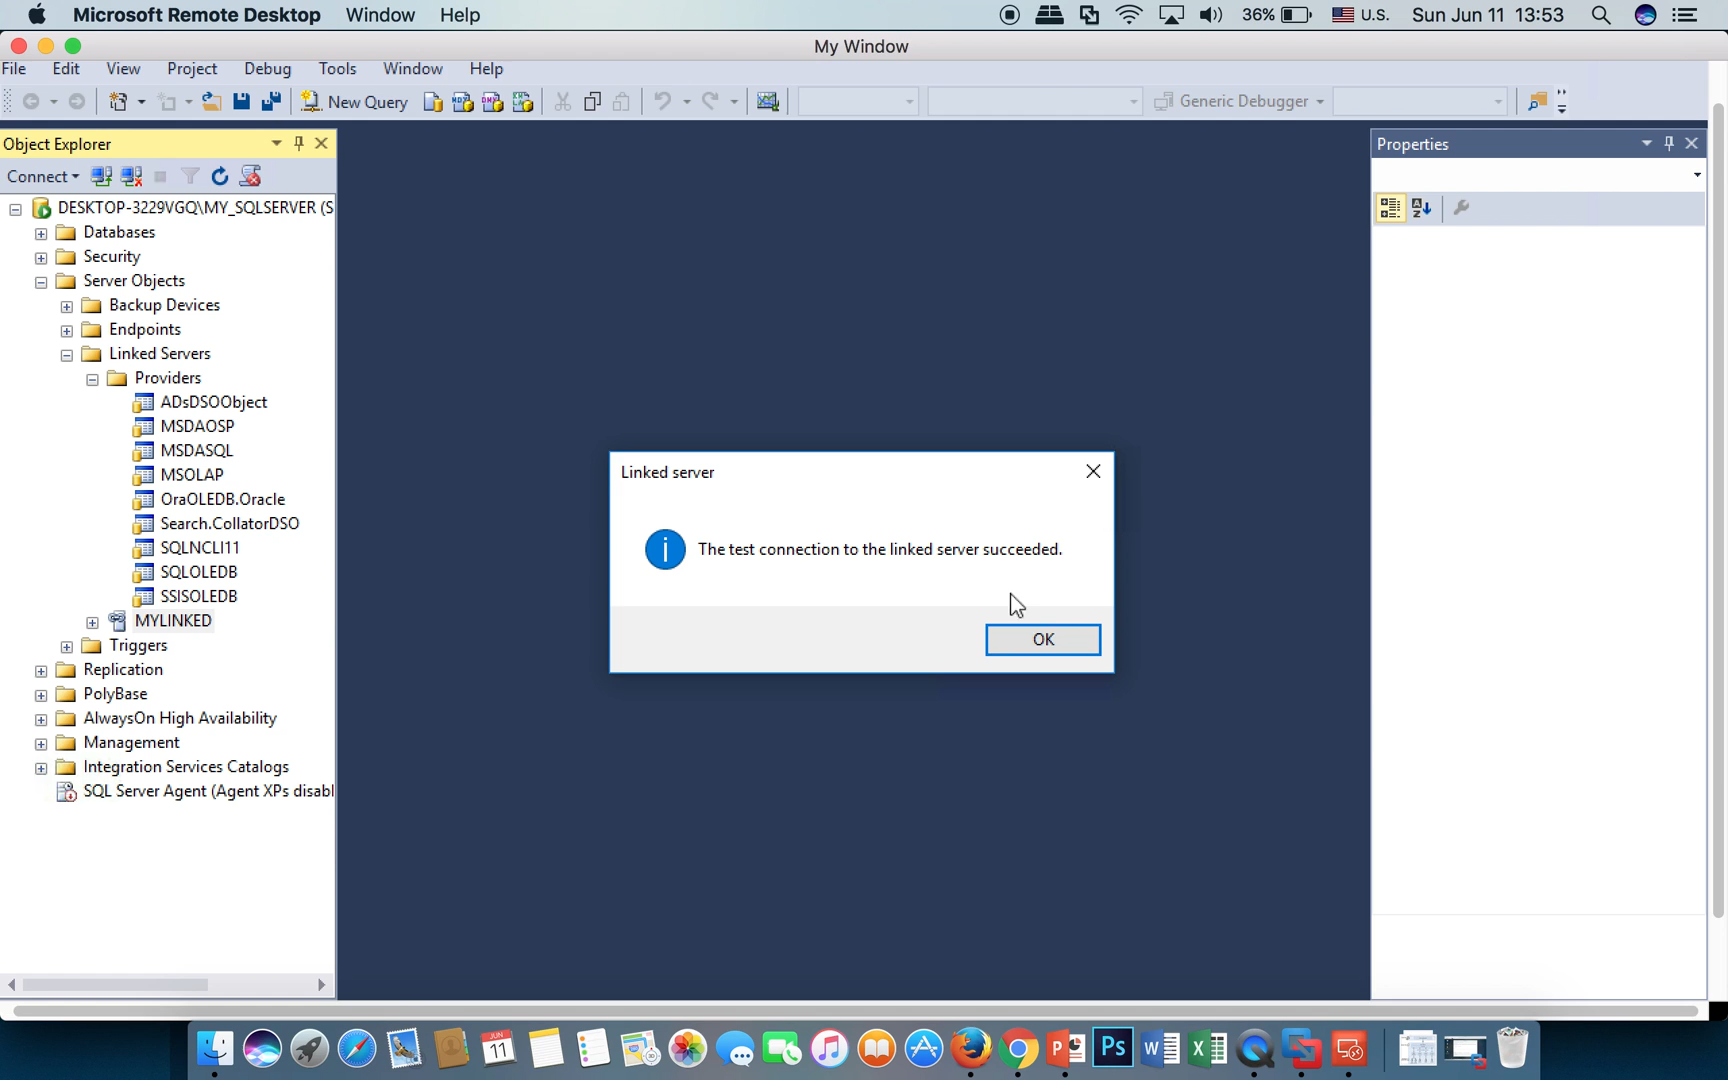 Microsoft Remote Desktop Window Help
36% U.S. Sun Jun 11 13:53
My Window
File Edit View Project Debug Tools Window Help
New Query
Generic Debugger
Object Explorer
Connect
DESKTOP-3229VGQ\MY_SQLSERVER (S
Databases
Security
Server Objects
Backup Devices
Endpoints
Linked Servers
Providers
ADsDSOObject
MSDAOSP
MSDASQL
MSOLAP
OraOLEDB.Oracle
Search.CollatorDSO
SQLNCLI11
SQLOLEDB
SSISOLEDB
MYLINKED
Triggers
Replication
PolyBase
AlwaysOn High Availability
Management
Integration Services Catalogs
SQL Server Agent (Agent XPs disabl
Linked server
The test connection to the linked server succeeded.
OK
Properties
JUN
11
Ps